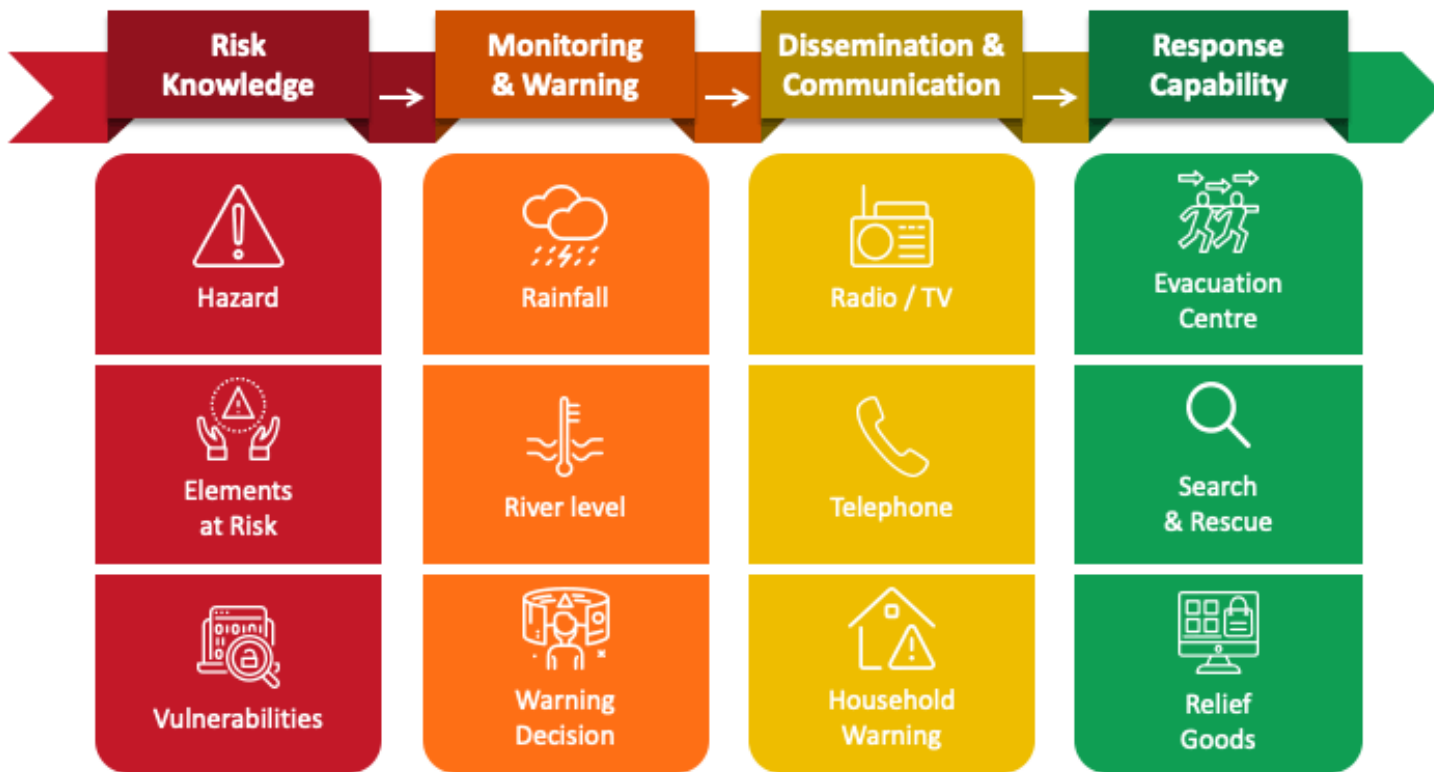 Risk
Knowledge
Monitoring
& Warning
Dissemination &
Communication
Response
Capability
Hazard
Elements
at Risk
Vulnerabilities
Rainfall
River level
Warning
Decision
Radio / TV
Telephone
Household
Warning
Evacuation
Centre
Search
& Rescue
Relief
Goods